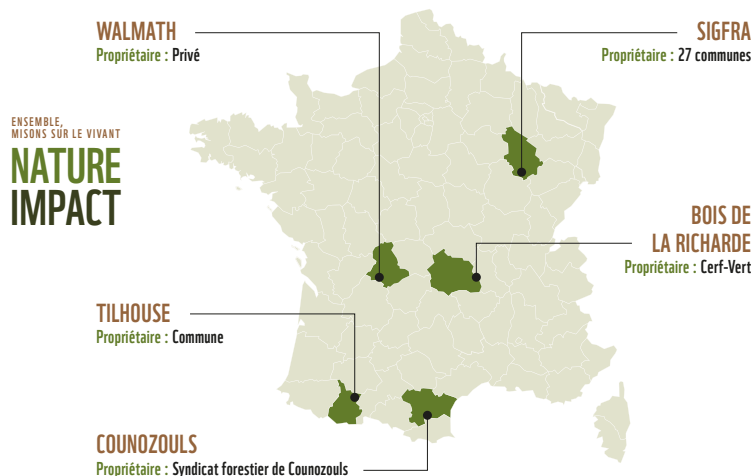 WALMATH
Propriétaire : Privé
SIGFRA
Propriétaire : 27 communes
ENSEMBLE,
MISONS SUR LE VIVANT
NATURE
IMPACT
BOIS DE
LA RICHARDE
Propriétaire : Cerf-Vert
TILHOUSE
Propriétaire : Commune
COUNOZOULS
Propriétaire : Syndicat forestier de Counozouls